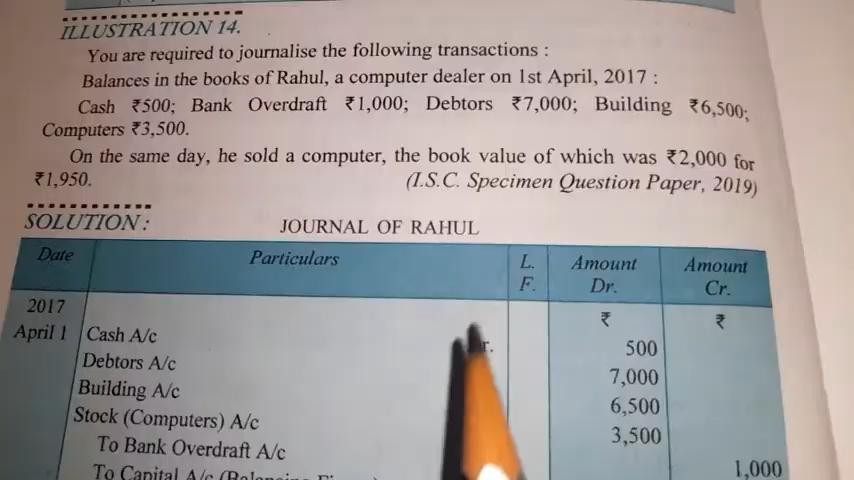 ILLUSTRATION 14.
You are required to journalise the following transactions :
Balances in the books of Rahul, a computer dealer on 1st April, 2017 :
Cash ₹500; Bank Overdraft ₹1,000; Debtors ₹7,000; Building ₹6,500;
Computers ₹3,500.
On the same day, he sold a computer, the book value of which was ₹2,000 for
₹1,950. (I.S.C. Specimen Question Paper, 2019)
SOLUTION : JOURNAL OF RAHUL
Date Particulars L. F. Amount Dr. Amount Cr.
2017 ₹ ₹
April 1 Cash A/c 500
Debtors A/c 7,000
Building A/c 6,500
Stock (Computers) A/c 3,500
To Bank Overdraft A/c 1,000
To Capital A/c